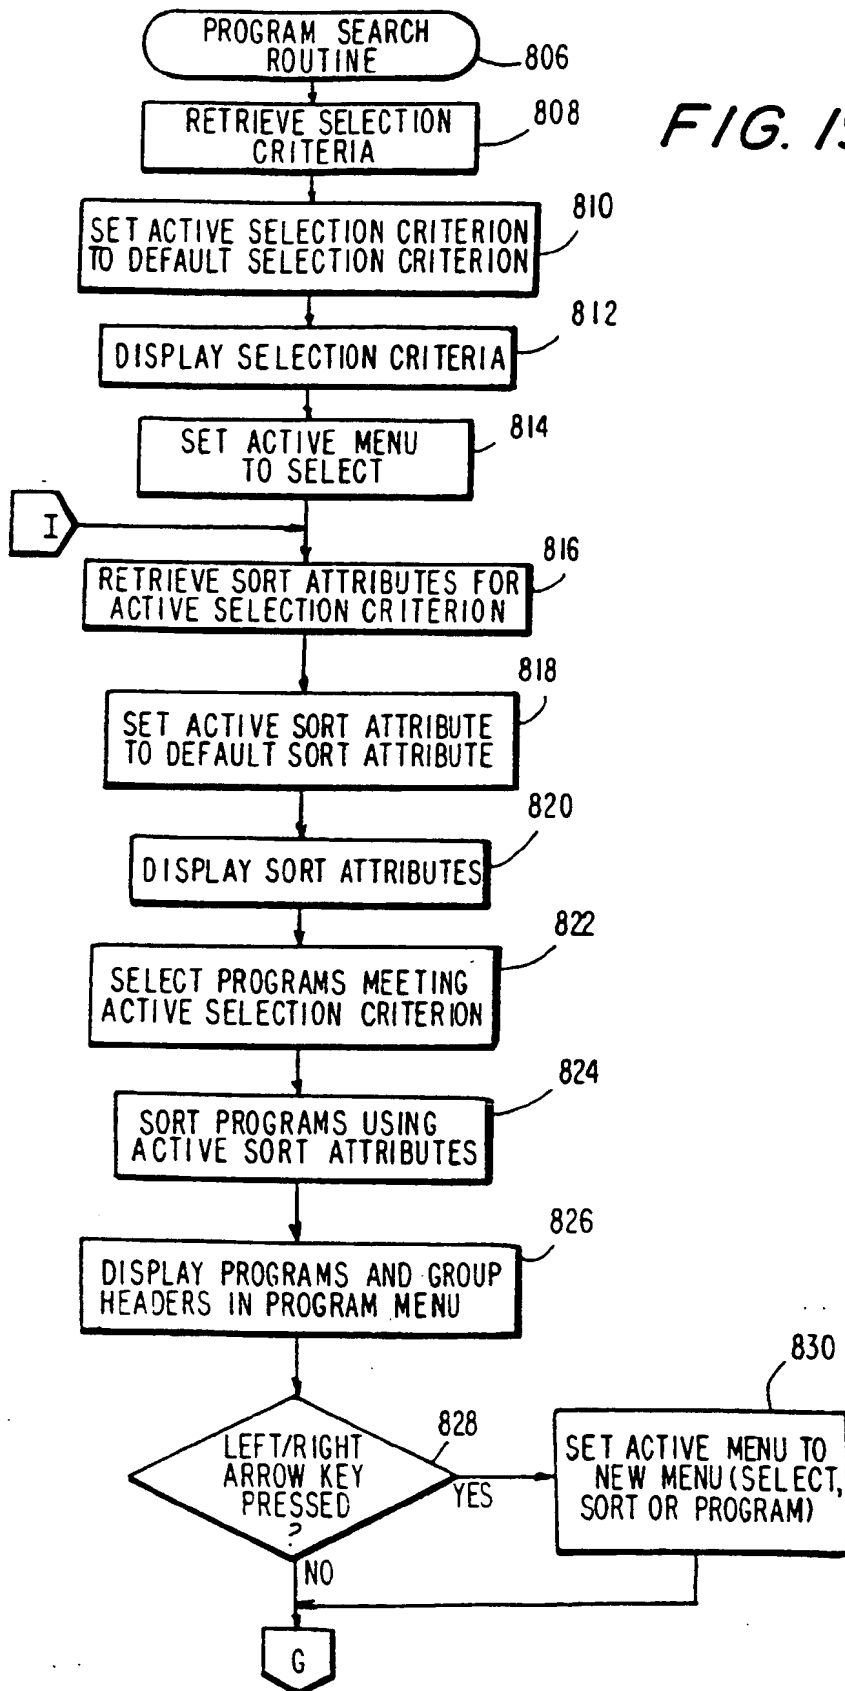 PROGRAM SEARCH
ROUTINE
806
RETRIEVE SELECTION
CRITERIA
808
FIG. 15
SET ACTIVE SELECTION CRITERION
TO DEFAULT SELECTION CRITERION
810
DISPLAY SELECTION CRITERIA
812
SET ACTIVE MENU
TO SELECT
814
I
RETRIEVE SORT ATTRIBUTES FOR
ACTIVE SELECTION CRITERION
816
SET ACTIVE SORT ATTRIBUTE
TO DEFAULT SORT ATTRIBUTE
818
DISPLAY SORT ATTRIBUTES
820
SELECT PROGRAMS MEETING
ACTIVE SELECTION CRITERION
822
SORT PROGRAMS USING
ACTIVE SORT ATTRIBUTES
824
DISPLAY PROGRAMS AND GROUP
HEADERS IN PROGRAM MENU
826
LEFT/RIGHT
ARROW KEY
PRESSED
?
828
YES
SET ACTIVE MENU TO
NEW MENU (SELECT,
SORT OR PROGRAM)
830
NO
G